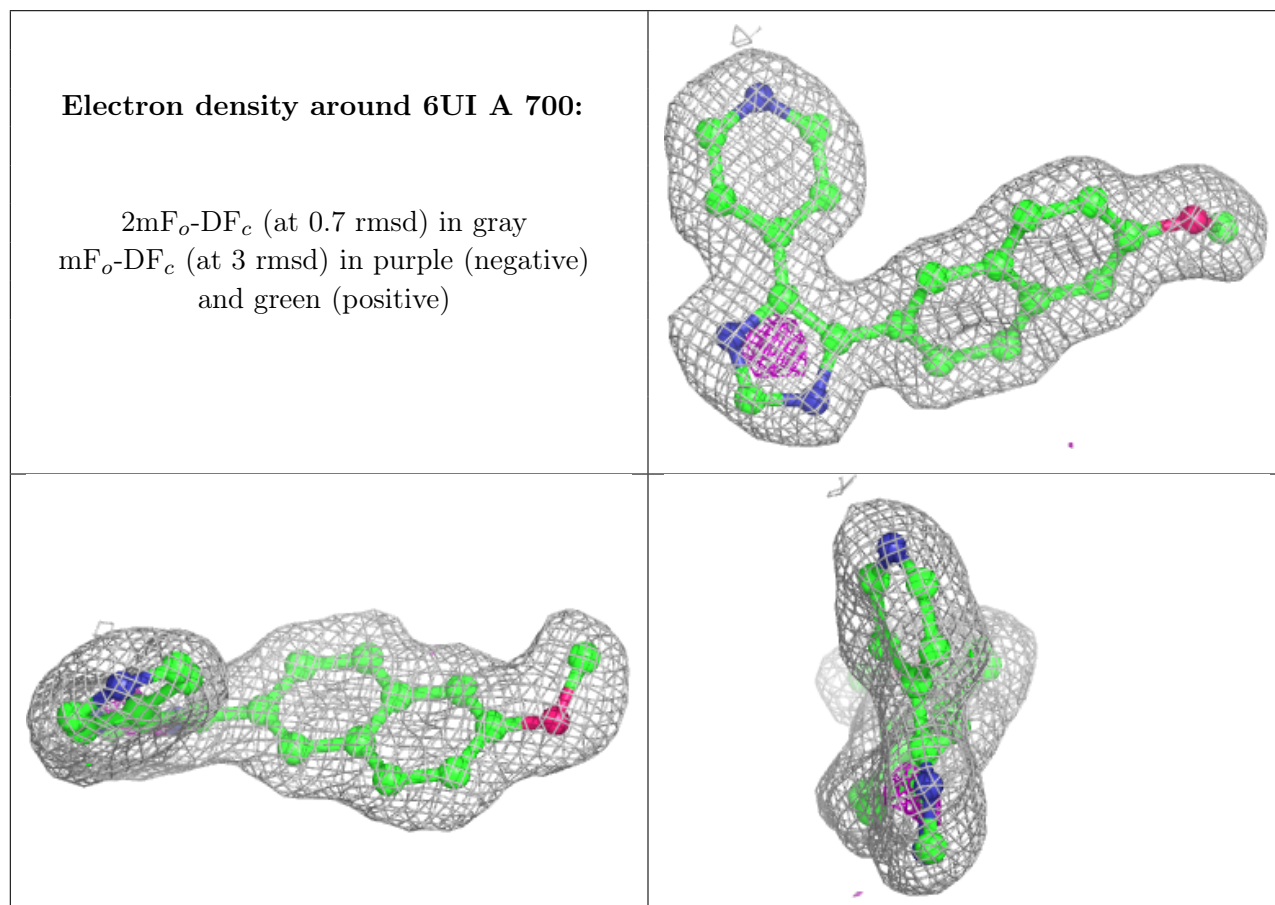 Electron density around 6UI A 700:
2mFo-DFc (at 0.7 rmsd) in gray
mFo-DFc (at 3 rmsd) in purple (negative)
and green (positive)